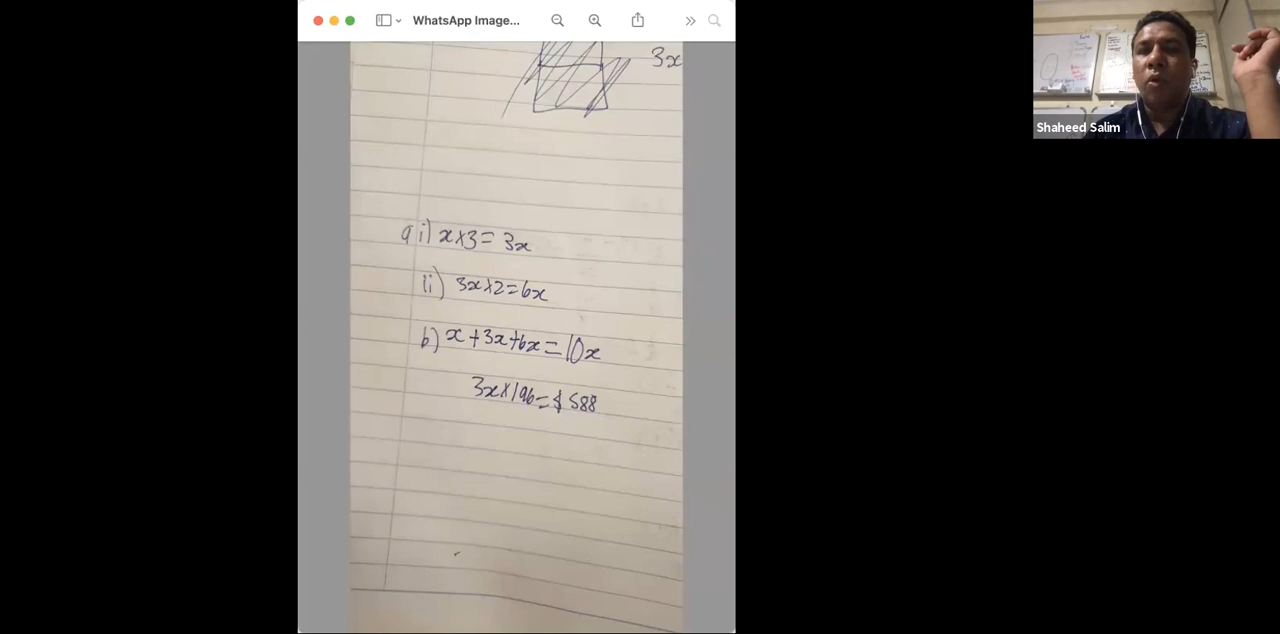 WhatsApp Image...
3x
a i) x×3= 3x
ii) 3x×2=6x
b) x+3x+6x=10x
3x×196=$588
Shaheed Salim